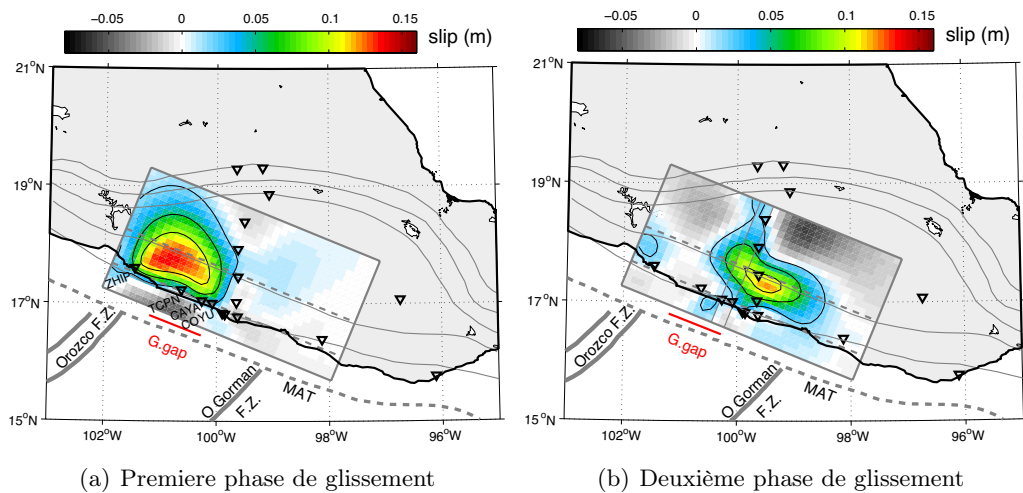 −0.05 0 0.05 0.1 0.15 slip (m)
21°N
19°N
17°N
15°N
102°W 100°W 98°W 96°W
ZHIP
TCPN
CAYA
COYU
G.gap
Orozco F.Z.
O Gorman
F.Z.
MAT
(a) Premiere phase de glissement
−0.05 0 0.05 0.1 0.15 slip (m)
21°N
19°N
17°N
15°N
102°W 100°W 98°W 96°W
G.gap
Orozco F.Z.
O Gorman
F.Z.
MAT
(b) Deuxième phase de glissement